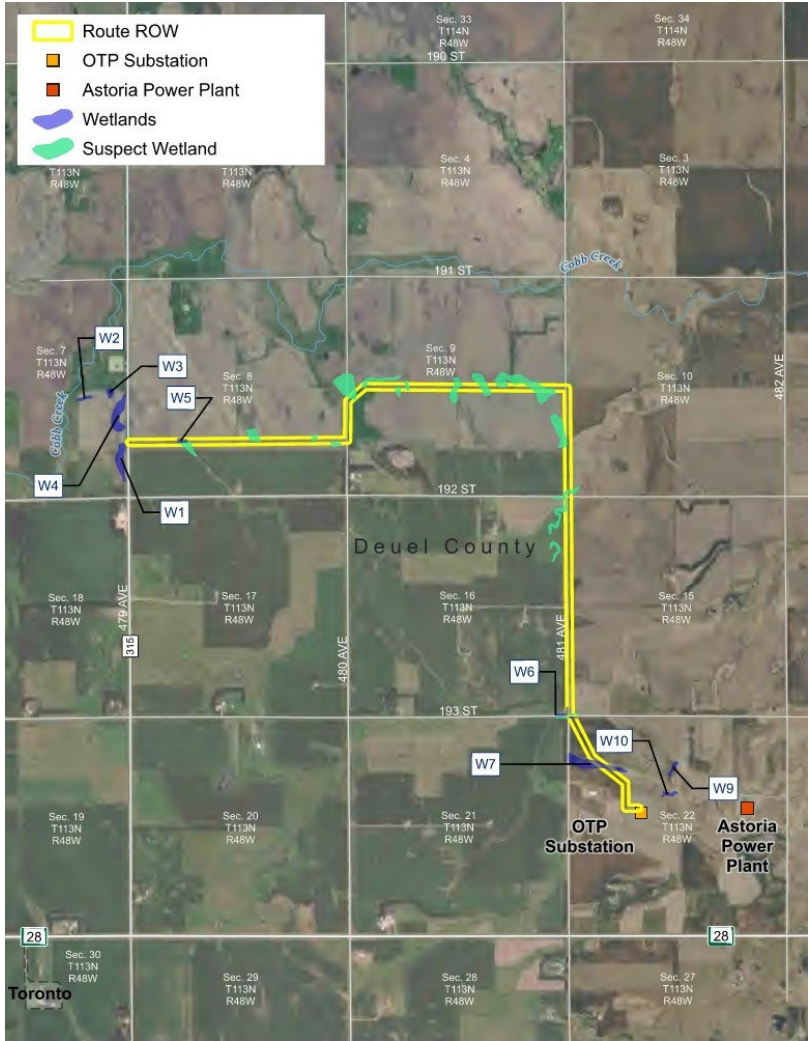 Route ROW
OTP Substation
Astoria Power Plant
Wetlands
Suspect Wetland
Sec. 33
T114N
R48W
Sec. 34
T114N
R48W
190 ST
T113N
R48W
T113N
R48W
Sec. 4
T113N
R48W
Sec. 3
T113N
R48W
191 ST
Cobb Creek
W2
W3
Sec. 7
T113N
R48W
Sec. 8
T113N
R48W
Sec. 9
T113N
R48W
Sec. 10
T113N
R48W
482 AVE
W5
Cobb Creek
W4
W1
192 ST
Deuel County
Sec. 18
T113N
R48W
479 AVE
315
Sec. 17
T113N
R48W
480 AVE
Sec. 16
T113N
R48W
481 AVE
Sec. 15
T113N
R48W
W6
193 ST
W10
W7
W9
Sec. 19
T113N
R48W
Sec. 20
T113N
R48W
Sec. 21
T113N
R48W
OTP
Substation
Sec. 22
T113N
R48W
Astoria
Power
Plant
28
28
Sec. 30
T113N
R48W
Toronto
Sec. 29
T113N
R48W
Sec. 28
T113N
R48W
Sec. 27
T113N
R48W